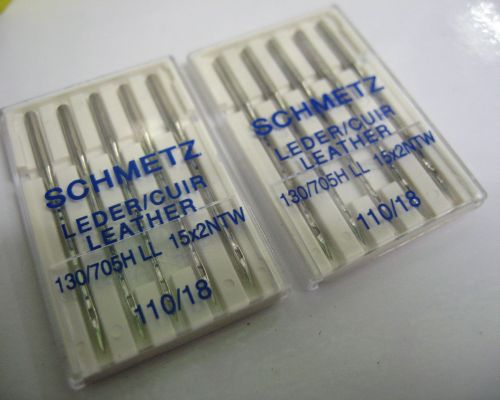 SCHMETZ
LEDER/CUIR
LEATHER
130/705H LL 15x2NTW
110/18
SCHMETZ
LEDER/CUIR
LEATHER
130/705H LL 15x2NTW
110/18